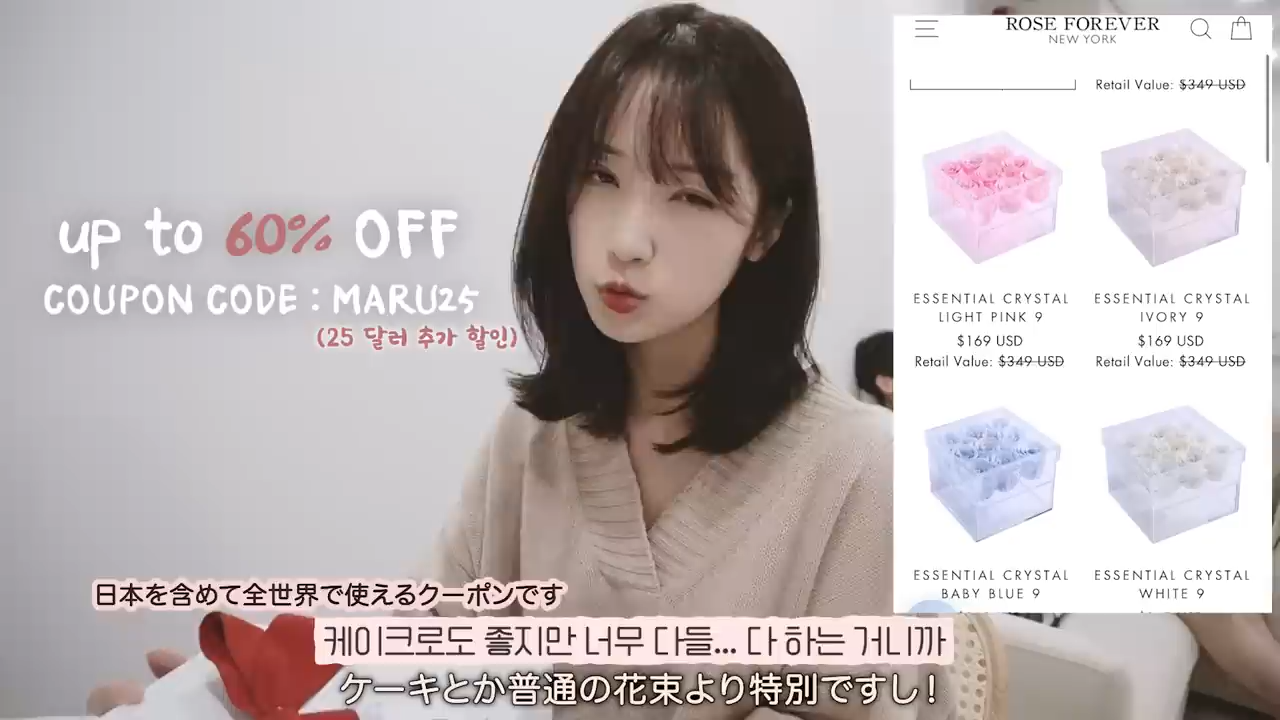 up to 60% OFF
COUPON CODE : MARU25
(25 달러 추가 할인)
ROSE FOREVER
NEW YORK
Retail Value: $349 USD
ESSENTIAL CRYSTAL
LIGHT PINK 9
$169 USD
Retail Value: $349 USD
ESSENTIAL CRYSTAL
IVORY 9
$169 USD
Retail Value: $349 USD
ESSENTIAL CRYSTAL
BABY BLUE 9
ESSENTIAL CRYSTAL
WHITE 9
日本を含めて全世界で使えるクーポンです
케이크로도 좋지만 너무 다들... 다 하는 거니까
ケーキとか普通の花束より特別ですし!